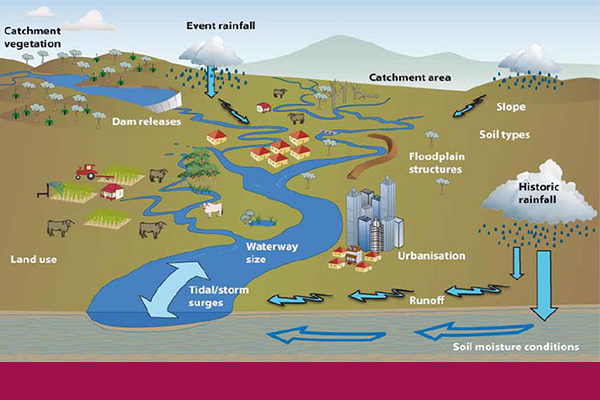 Catchment
vegetation
Event rainfall
Catchment area
Dam releases
Slope
Soil types
Floodplain
structures
Historic
rainfall
Land use
Waterway
size
Urbanisation
Tidal/storm
surges
Runoff
Soil moisture conditions